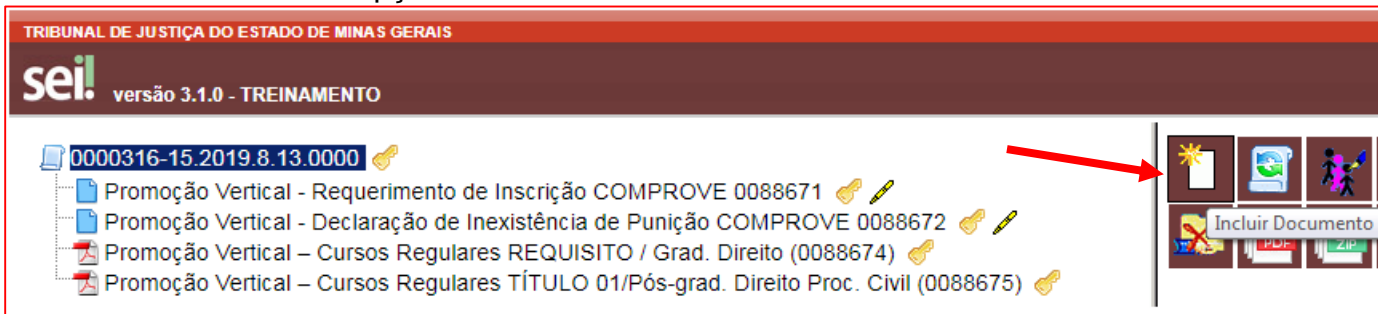 TRIBUNAL DE JUSTIÇA DO ESTADO DE MINAS GERAIS
sei! versão 3.1.0 - TREINAMENTO
0000316-15.2019.8.13.0000
Promoção Vertical - Requerimento de Inscrição COMPROVE 0088671
Promoção Vertical - Declaração de Inexistência de Punição COMPROVE 0088672
Promoção Vertical – Cursos Regulares REQUISITO / Grad. Direito (0088674)
Promoção Vertical – Cursos Regulares TÍTULO 01/Pós-grad. Direito Proc. Civil (0088675)
Incluir Documento
PDF ZIP